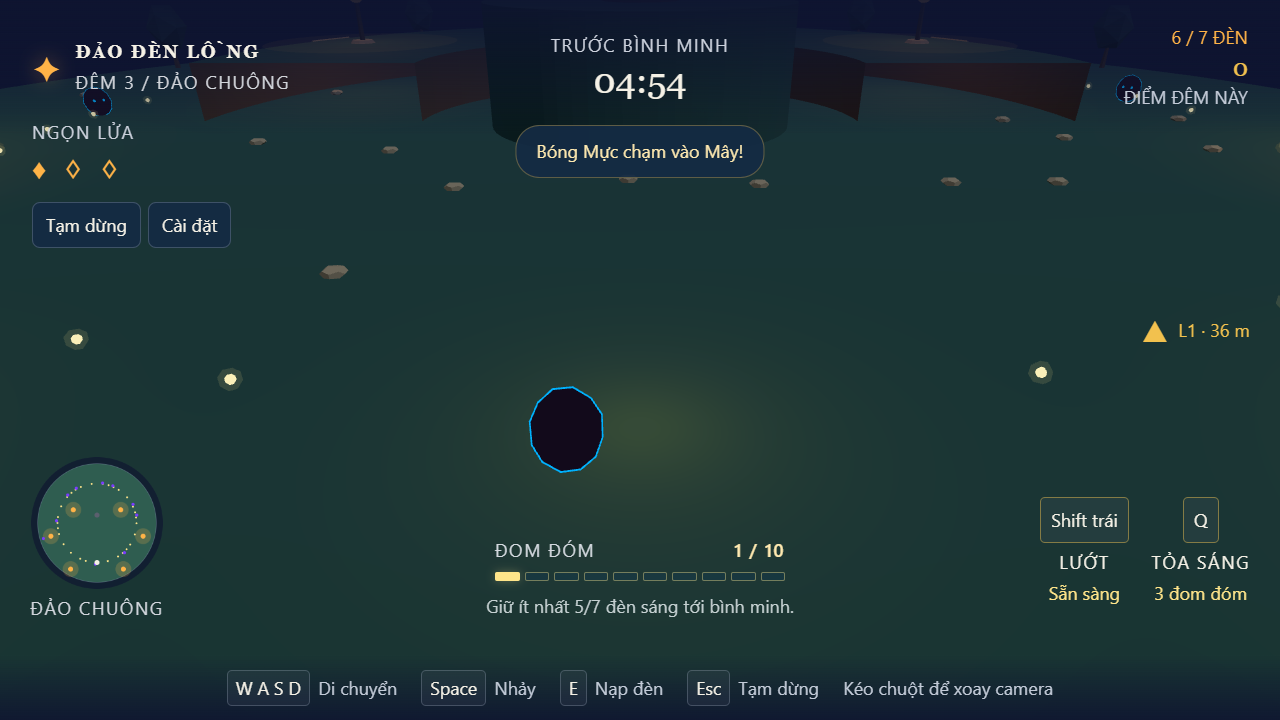 ĐẢO ĐÈN LỒNG
ĐÊM 3 / ĐẢO CHUÔNG
NGỌN LỬA
Tạm dừng
Cài đặt
TRƯỚC BÌNH MINH
04:54
Bóng Mực chạm vào Mây!
6 / 7 ĐÈN
0
ĐIỂM ĐÊM NÀY
L1 · 36 m
ĐẢO CHUÔNG
ĐOM ĐÓM 1 / 10
Giữ ít nhất 5/7 đèn sáng tới bình minh.
Shift trái
LƯỚT
Sẵn sàng
Q
TỎA SÁNG
3 đom đóm
W A S D Di chuyển Space Nhảy E Nạp đèn Esc Tạm dừng Kéo chuột để xoay camera